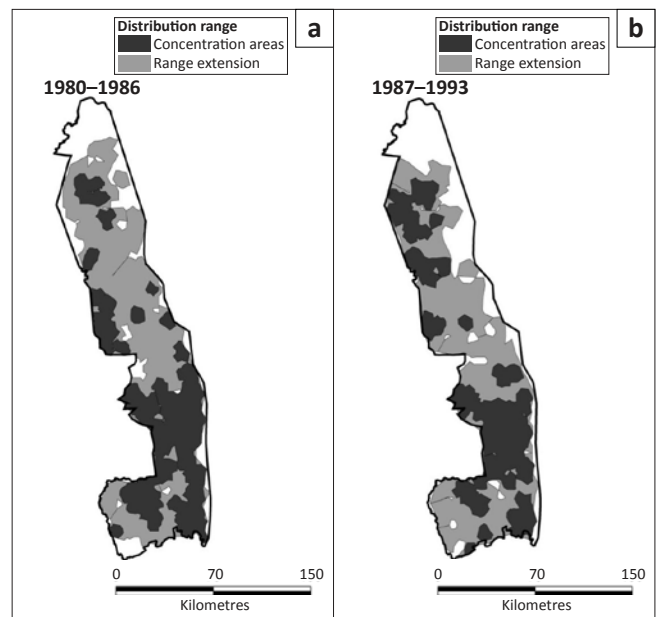 Distribution range
Concentration areas
Range extension
a
1980–1986
0
70
150
Kilometres
Distribution range
Concentration areas
Range extension
b
1987–1993
0
70
150
Kilometres